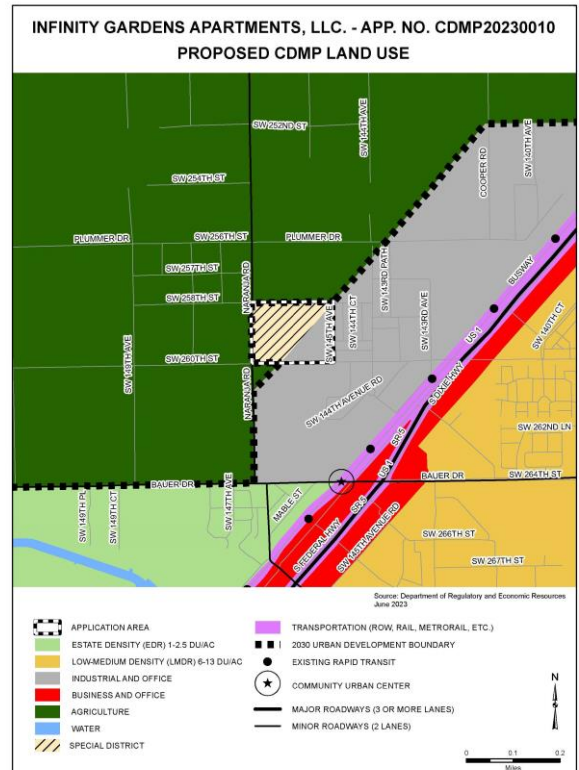 INFINITY GARDENS APARTMENTS, LLC. - APP. NO. CDMP20230010
PROPOSED CDMP LAND USE
SW 252ND ST
SW 144TH AVE
COOPER RD
SW 140TH AVE
SW 254TH ST
PLUMMER DR
SW 256TH ST
PLUMMER DR
SW 257TH ST
NARANJA RD
SW 258TH ST
SW 149TH AVE
SW 260TH ST
NARANJA RD
SW 145TH AVE
SW 144TH CT
SW 143RD PATH
SW 143RD AVE
BUSWAY
US-1
S DIXIE HWY
SW 140TH CT
SW 144TH AVENUE RD
SW 262ND LN
SR-5
US-1
BAUER DR
SW 147TH AVE
BAUER DR
SW 264TH ST
SW 149TH PL
SW 149TH CT
MABLE ST
S FEDERAL HWY
SR-5
SW 145TH AVENUE RD
SW 266TH ST
SW 267TH ST
Source: Department of Regulatory and Economic Resources
June 2023
APPLICATION AREA
ESTATE DENSITY (EDR) 1-2.5 DU/AC
LOW-MEDIUM DENSITY (LMDR) 6-13 DU/AC
INDUSTRIAL AND OFFICE
BUSINESS AND OFFICE
AGRICULTURE
WATER
SPECIAL DISTRICT
TRANSPORTATION (ROW, RAIL, METRORAIL, ETC.)
2030 URBAN DEVELOPMENT BOUNDARY
EXISTING RAPID TRANSIT
COMMUNITY URBAN CENTER
MAJOR ROADWAYS (3 OR MORE LANES)
MINOR ROADWAYS (2 LANES)
N
0 0.1 0.2
Miles